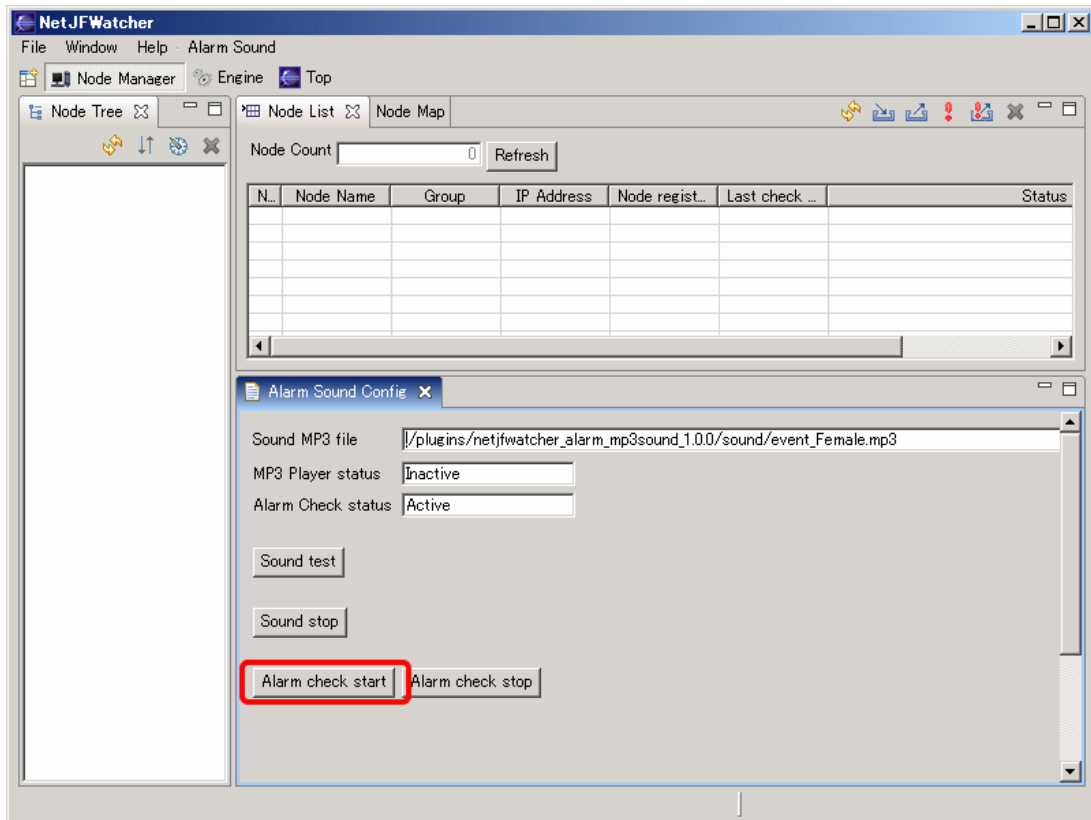 NetJFWatcher
File Window Help Alarm Sound
Node Manager Engine Top
Node Tree Node List Node Map
Node Count 0 Refresh
N... Node Name Group IP Address Node regist... Last check ... Status
Alarm Sound Config
Sound MP3 file /plugins/netjfwatcher_alarm_mp3sound_1.0.0/sound/event_Female.mp3
MP3 Player status Inactive
Alarm Check status Active
Sound test
Sound stop
Alarm check start Alarm check stop